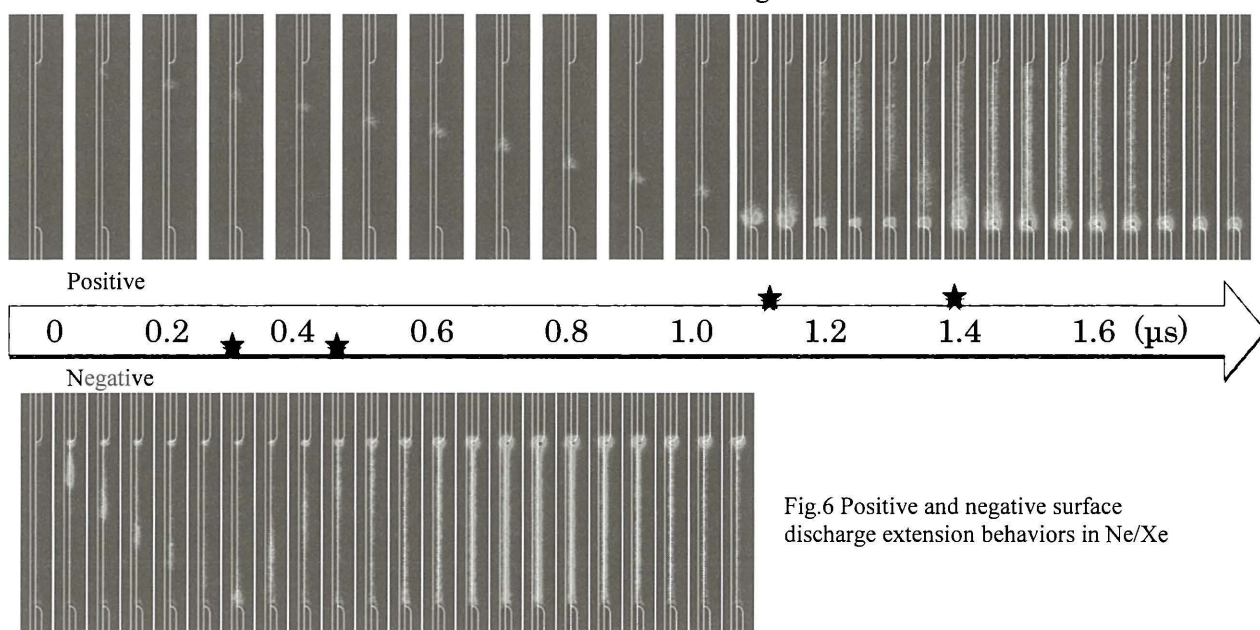 Positive
0 0.2 0.4 0.6 0.8 1.0 1.2 1.4 1.6 (µs)
Negative
Fig.6 Positive and negative surface
discharge extension behaviors in Ne/Xe